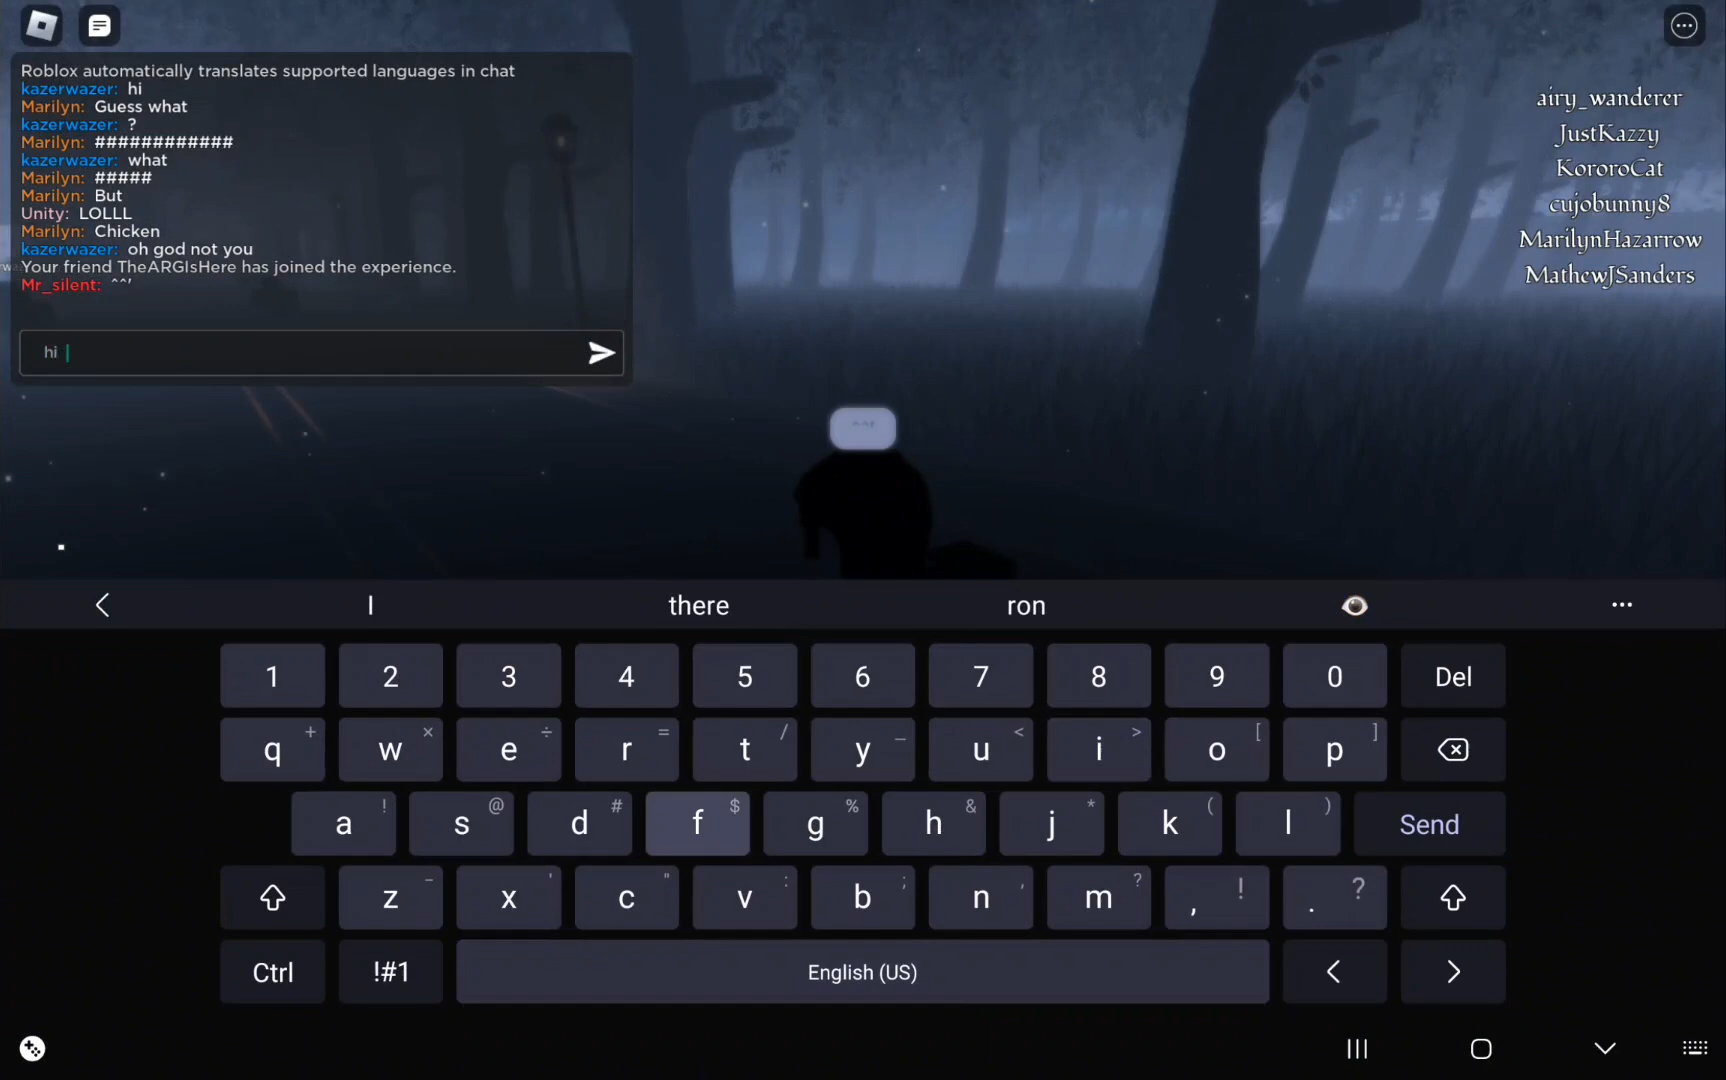 Roblox automatically translates supported languages in chat
kazerwazer: hi
Marilyn: Guess what
kazerwazer: ?
Marilyn: ############
kazerwazer: what
Marilyn: #####
Marilyn: But
Unity: LOLLL
Marilyn: Chicken
kazerwazer: oh god not you
Your friend TheARGIsHere has joined the experience.
Mr_silent: ^^'
hi
airy_wanderer
JustKazzy
KororoCat
cujobunny8
MarilynHazarrow
MathewJSanders
^^'
I there ron
1 2 3 4 5 6 7 8 9 0 Del
q + w × e ÷ r = t / y _ u < i > o [ p ]
a ! s @ d # f $ g % h & j * k ( l ) Send
z - x ' c " v : b ; n , m ? , ! . ?
Ctrl !#1 English (US) < >